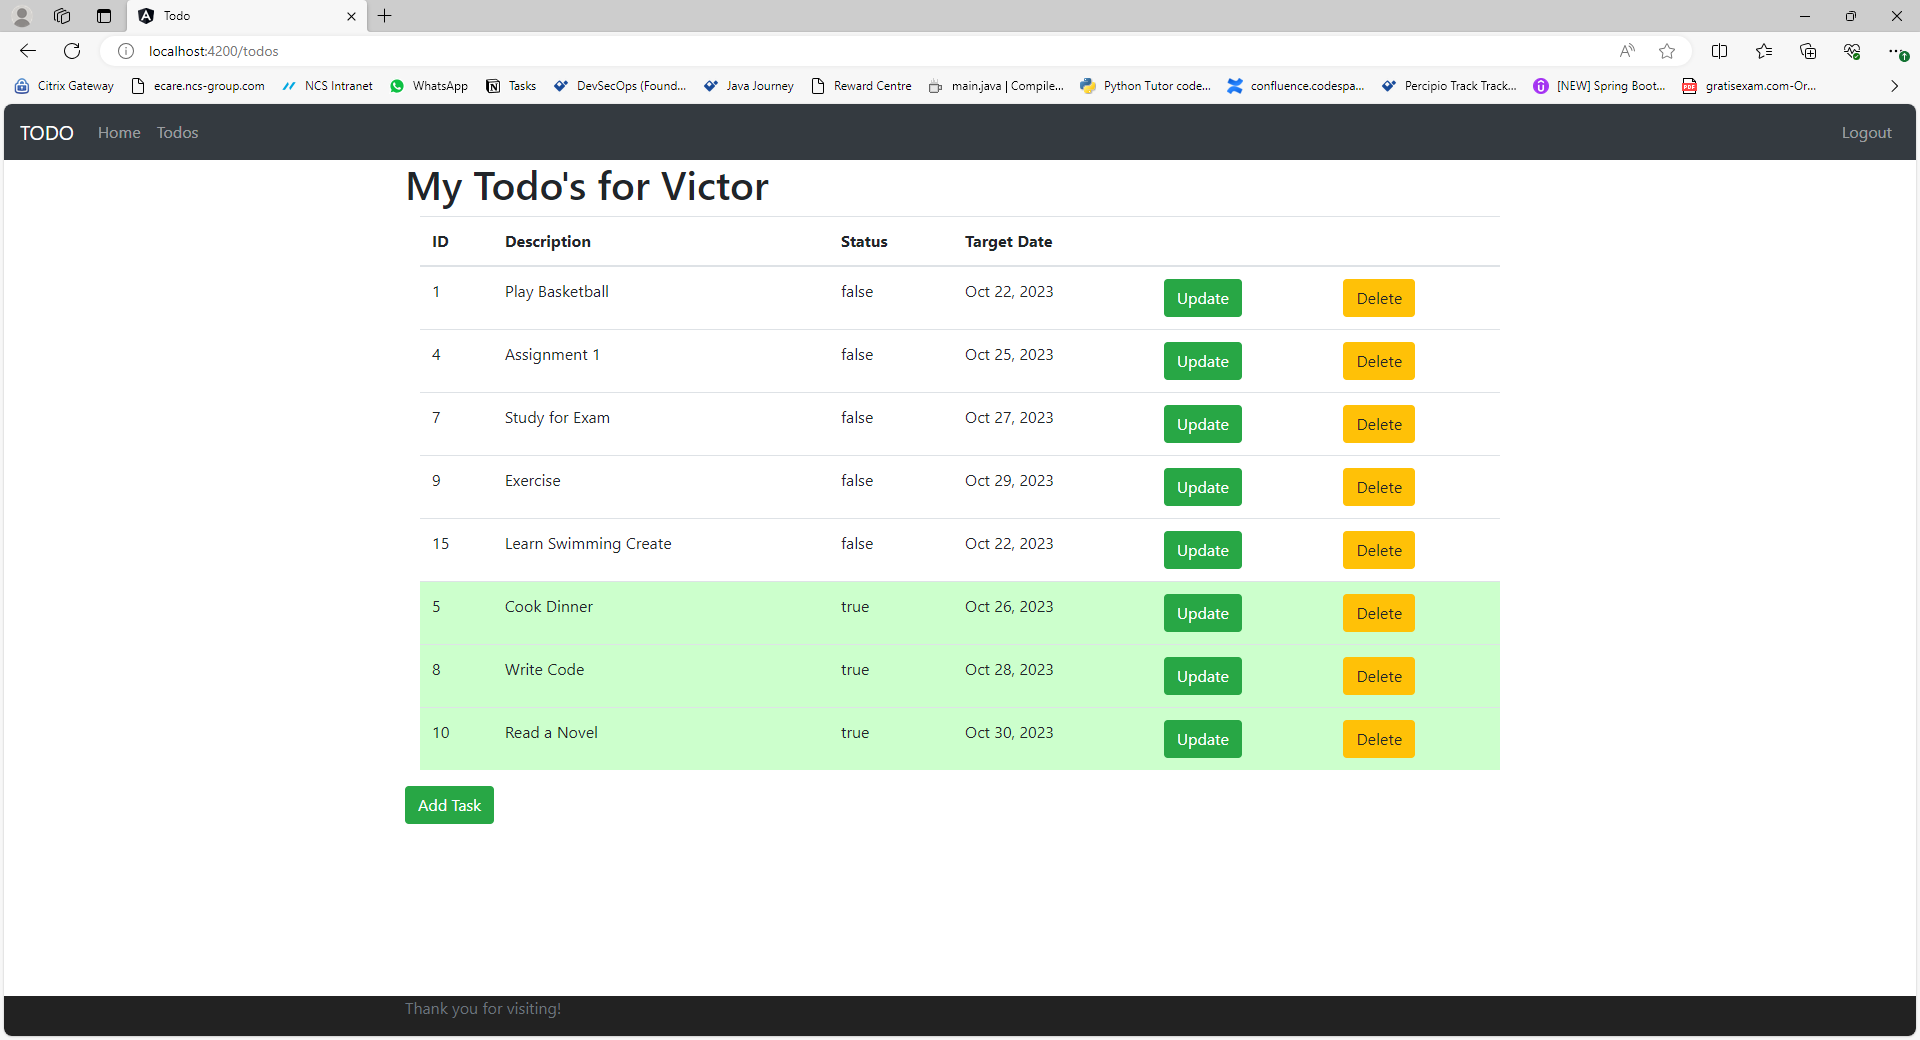 Todo
localhost:4200/todos
Citrix Gateway ecare.ncs-group.com NCS Intranet WhatsApp Tasks DevSecOps (Found... Java Journey Reward Centre main.java | Compile... Python Tutor code... confluence.codespa... Percipio Track Track... [NEW] Spring Boot... gratisexam.com-Or...
TODO Home Todos Logout
My Todo's for Victor
ID Description Status Target Date
1 Play Basketball false Oct 22, 2023 Update Delete
4 Assignment 1 false Oct 25, 2023 Update Delete
7 Study for Exam false Oct 27, 2023 Update Delete
9 Exercise false Oct 29, 2023 Update Delete
15 Learn Swimming Create false Oct 22, 2023 Update Delete
5 Cook Dinner true Oct 26, 2023 Update Delete
8 Write Code true Oct 28, 2023 Update Delete
10 Read a Novel true Oct 30, 2023 Update Delete
Add Task
Thank you for visiting!